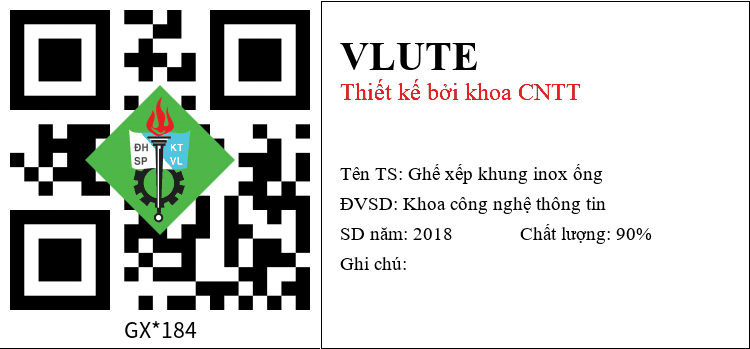 ĐH KT
SP VL
GX*184
VLUTE
Thiết kế bởi khoa CNTT
Tên TS: Ghế xếp khung inox ống
ĐVSD: Khoa công nghệ thông tin
SD năm: 2018 Chất lượng: 90%
Ghi chú: